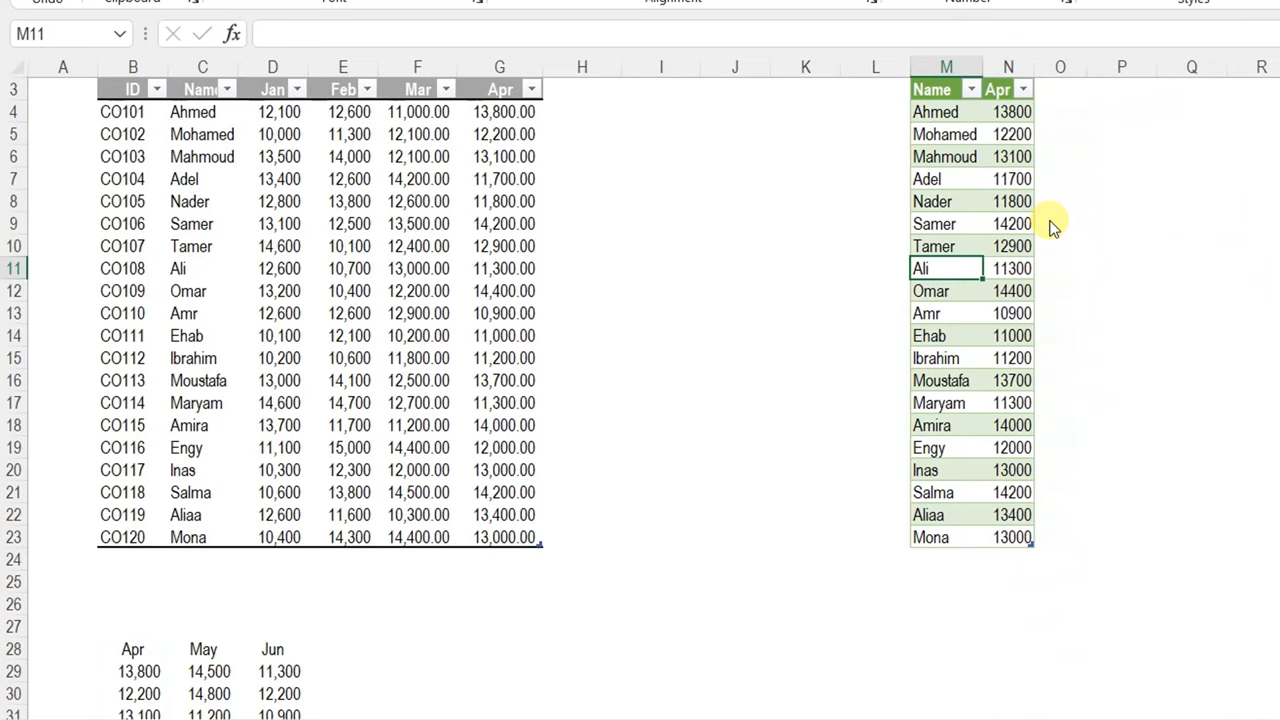 Undo Clipboard Font Alignment Number Styles
M11 fx
A B C D E F G H I J K L M N O P Q R
3 ID Name Jan Feb Mar Apr Name Apr
4 CO101 Ahmed 12,100 12,600 11,000.00 13,800.00 Ahmed 13800
5 CO102 Mohamed 10,000 11,300 12,100.00 12,200.00 Mohamed 12200
6 CO103 Mahmoud 13,500 14,000 12,100.00 13,100.00 Mahmoud 13100
7 CO104 Adel 13,400 12,600 14,200.00 11,700.00 Adel 11700
8 CO105 Nader 12,800 13,800 12,600.00 11,800.00 Nader 11800
9 CO106 Samer 13,100 12,500 13,500.00 14,200.00 Samer 14200
10 CO107 Tamer 14,600 10,100 12,400.00 12,900.00 Tamer 12900
11 CO108 Ali 12,600 10,700 13,000.00 11,300.00 Ali 11300
12 CO109 Omar 13,200 10,400 12,200.00 14,400.00 Omar 14400
13 CO110 Amr 12,600 12,600 12,900.00 10,900.00 Amr 10900
14 CO111 Ehab 10,100 12,100 10,200.00 11,000.00 Ehab 11000
15 CO112 Ibrahim 10,200 10,600 11,800.00 11,200.00 Ibrahim 11200
16 CO113 Moustafa 13,000 14,100 12,500.00 13,700.00 Moustafa 13700
17 CO114 Maryam 14,600 14,700 12,700.00 11,300.00 Maryam 11300
18 CO115 Amira 13,700 11,700 11,200.00 14,000.00 Amira 14000
19 CO116 Engy 11,100 15,000 14,400.00 12,000.00 Engy 12000
20 CO117 Inas 10,300 12,300 12,000.00 13,000.00 Inas 13000
21 CO118 Salma 10,600 13,800 14,500.00 14,200.00 Salma 14200
22 CO119 Aliaa 12,600 11,600 10,300.00 13,400.00 Aliaa 13400
23 CO120 Mona 10,400 14,300 14,400.00 13,000.00 Mona 13000
24
25
26
27
28 Apr May Jun
29 13,800 14,500 11,300
30 12,200 14,800 12,200
31 13,100 11,200 10,900